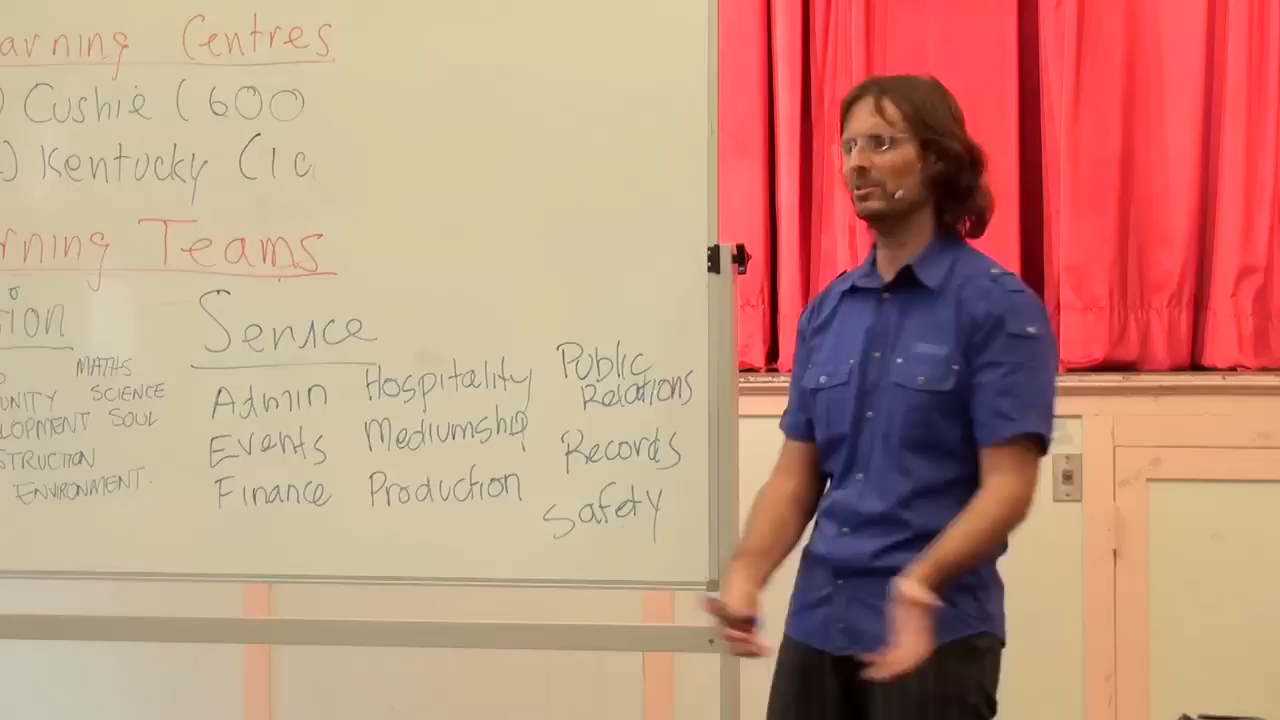 arning Centres
) Cushie (600
.) Kentucky (10
rning Teams
ion
Service
MATHS
UNITY SCIENCE
LOPMENT SOUL
STRUCTION
ENVIRONMENT.
Admin Hospitality Public Relations
Events Mediumship Records
Finance Production Safety